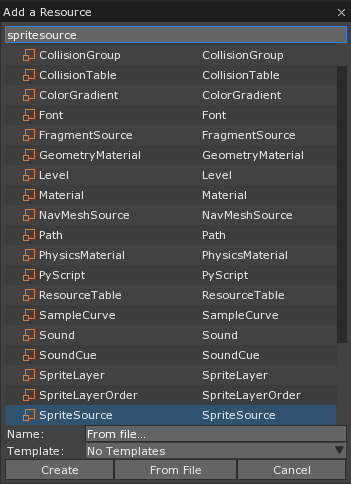 Add a Resource
spritesource
CollisionGroup CollisionGroup
CollisionTable CollisionTable
ColorGradient ColorGradient
Font Font
FragmentSource FragmentSource
GeometryMaterial GeometryMaterial
Level Level
Material Material
NavMeshSource NavMeshSource
Path Path
PhysicsMaterial PhysicsMaterial
PyScript PyScript
ResourceTable ResourceTable
SampleCurve SampleCurve
Sound Sound
SoundCue SoundCue
SpriteLayer SpriteLayer
SpriteLayerOrder SpriteLayerOrder
SpriteSource SpriteSource
Name: From file...
Template: No Templates
Create From File Cancel